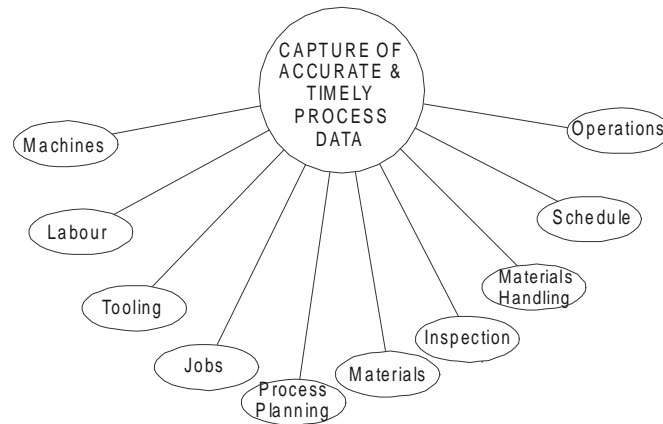 CAPTURE OF
ACCURATE &
TIMELY
PROCESS
DATA
Machines
Labour
Tooling
Jobs
Process
Planning
Materials
Inspection
Materials
Handling
Schedule
Operations